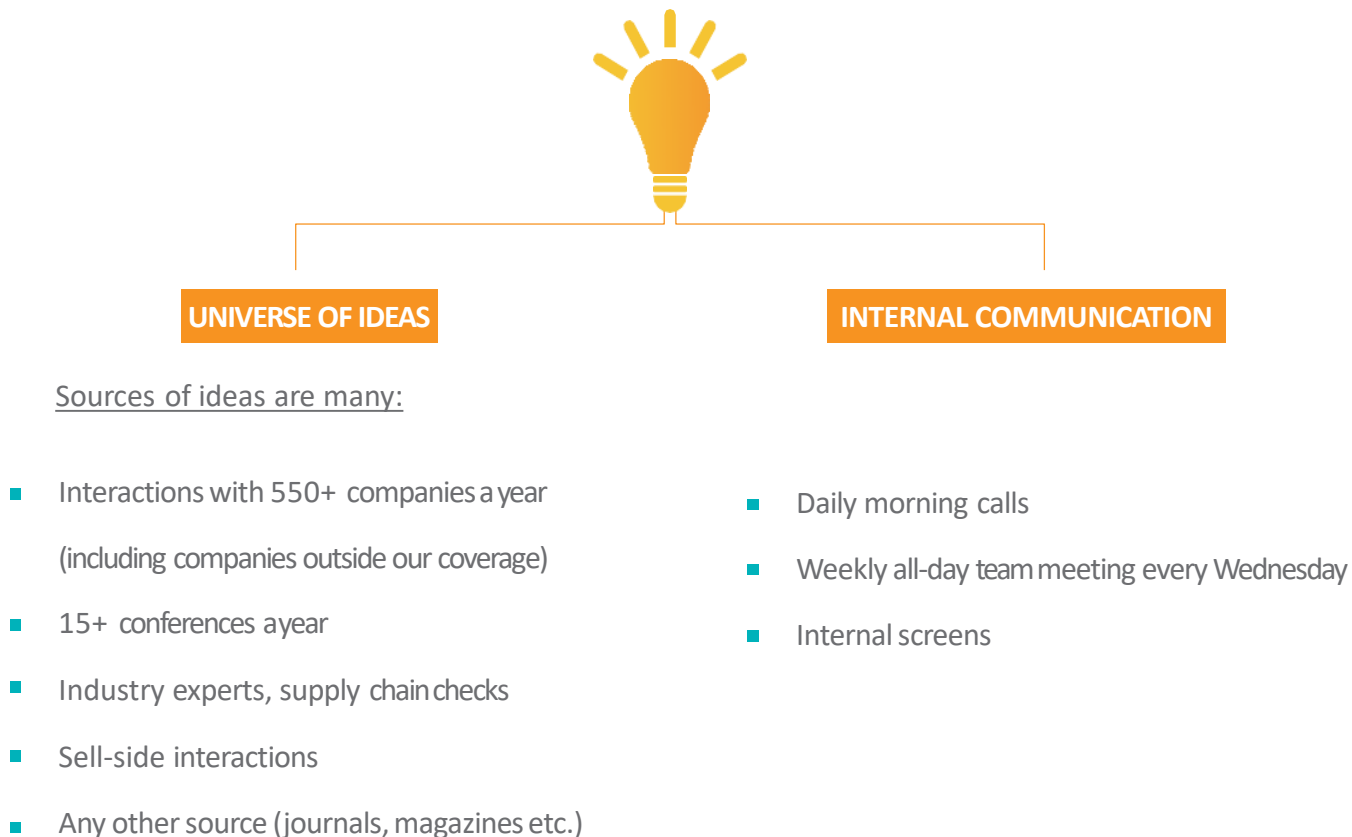 UNIVERSE OF IDEAS
Sources of ideas are many:
Interactions with 550+ companies a year
(including companies outside our coverage)
15+ conferences a year
Industry experts, supply chain checks
Sell-side interactions
Any other source (journals, magazines etc.)
INTERNAL COMMUNICATION
Daily morning calls
Weekly all-day team meeting every Wednesday
Internal screens